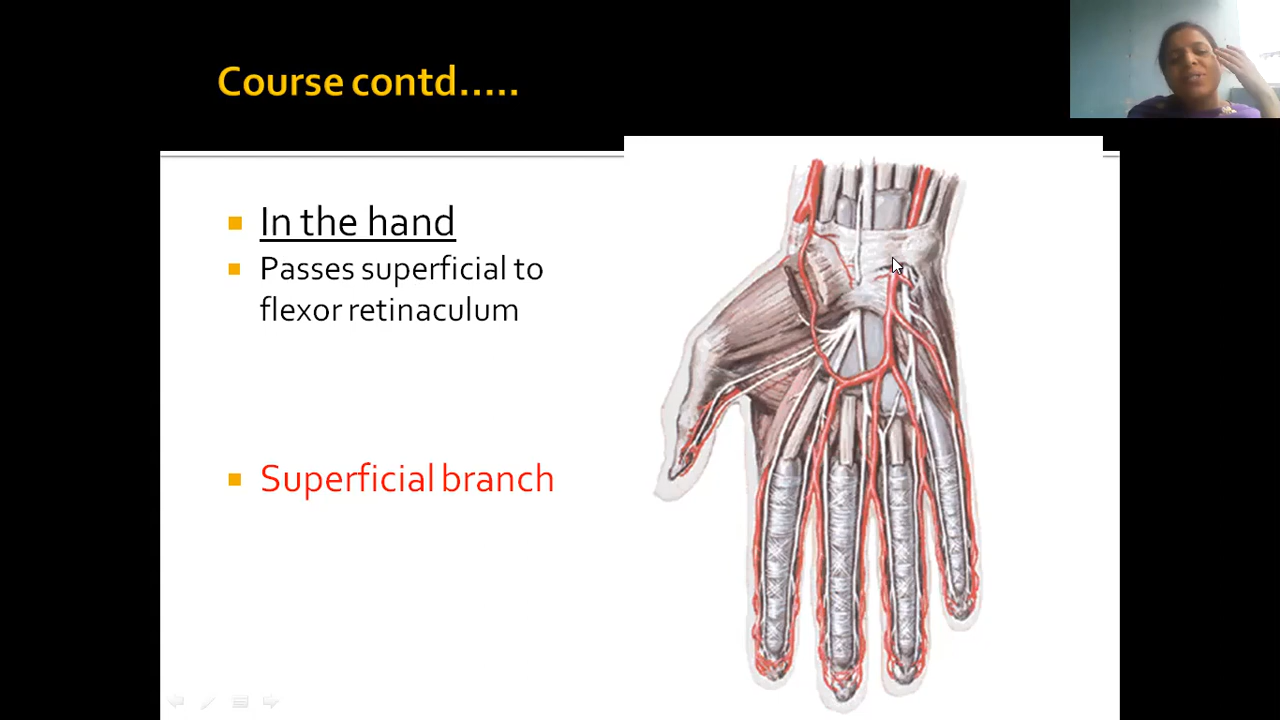 Course contd.....
In the hand
Passes superficial to
flexor retinaculum
Superficial branch